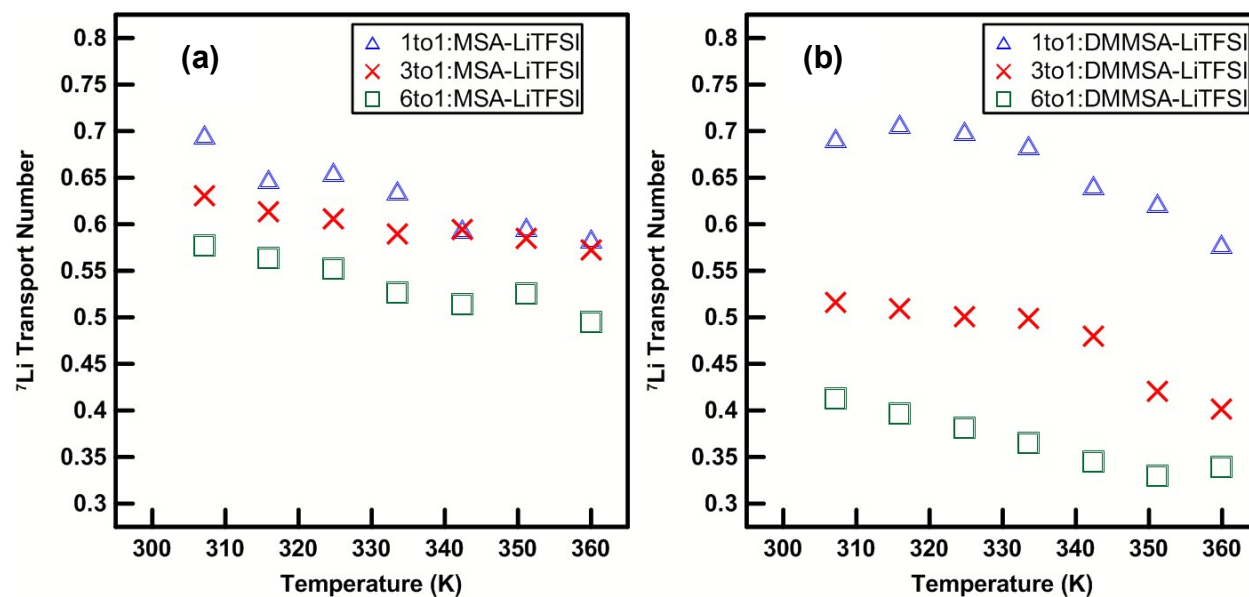 (a)
1to1:MSA-LiTFSI
3to1:MSA-LiTFSI
6to1:MSA-LiTFSI
⁷Li Transport Number
0.8
0.75
0.7
0.65
0.6
0.55
0.5
0.45
0.4
0.35
0.3
300 310 320 330 340 350 360
Temperature (K)
(b)
1to1:DMMSA-LiTFSI
3to1:DMMSA-LiTFSI
6to1:DMMSA-LiTFSI
⁷Li Transport Number
0.8
0.75
0.7
0.65
0.6
0.55
0.5
0.45
0.4
0.35
0.3
300 310 320 330 340 350 360
Temperature (K)